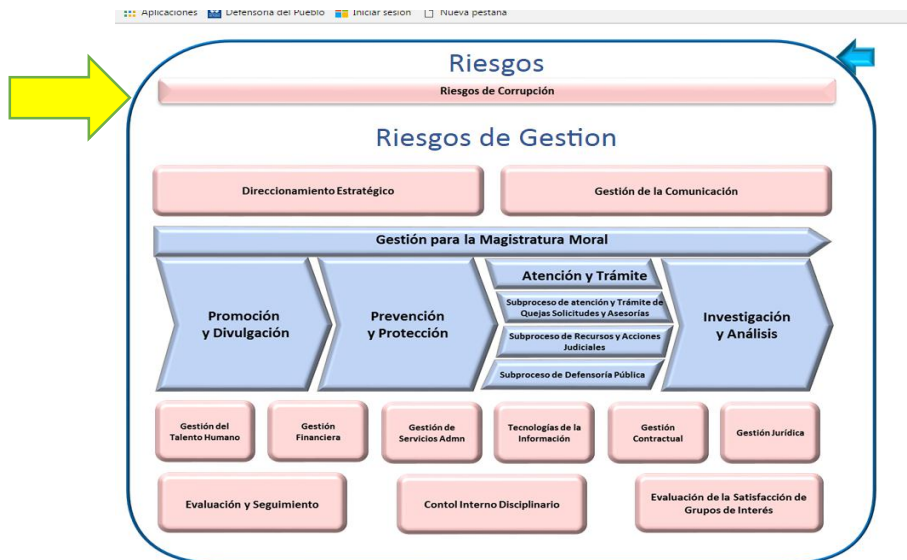 Aplicaciones Defensoría del Pueblo Iniciar sesión Nueva pestaña
Riesgos
Riesgos de Corrupción
Riesgos de Gestion
Direccionamiento Estratégico
Gestión de la Comunicación
Gestión para la Magistratura Moral
Promoción
y Divulgación
Prevención
y Protección
Atención y Trámite
Subproceso de atención y Trámite de
Quejas Solicitudes y Asesorías
Subproceso de Recursos y Acciones
Judiciales
Subproceso de Defensoría Pública
Investigación
y Análisis
Gestión del
Talento Humano
Gestión
Financiera
Gestión de
Servicios Admn
Tecnologías de la
Información
Gestión
Contractual
Gestión Jurídica
Evaluación y Seguimiento
Contol Interno Disciplinario
Evaluación de la Satisfacción de
Grupos de Interés